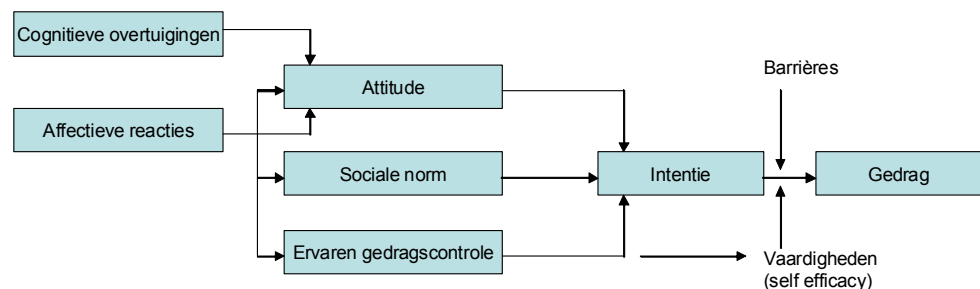 Cognitieve overtuigingen
Attitude
Barrières
Affectieve reacties
Sociale norm
Intentie
Gedrag
Ervaren gedragscontrole
Vaardigheden
(self efficacy)